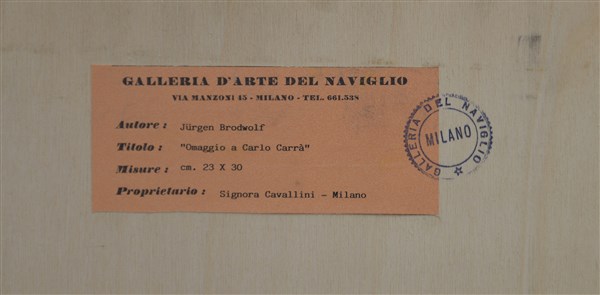 GALLERIA D'ARTE DEL NAVIGLIO
VIA MANZONI 45 - MILANO - TEL. 661.538
Autore : Jürgen Brodwolf
Titolo : "Omaggio a Carlo Carrà"
Misure : cm. 23 X 30
Proprietario : Signora Cavallini - Milano
GALLERIA DEL NAVIGLIO
MILANO